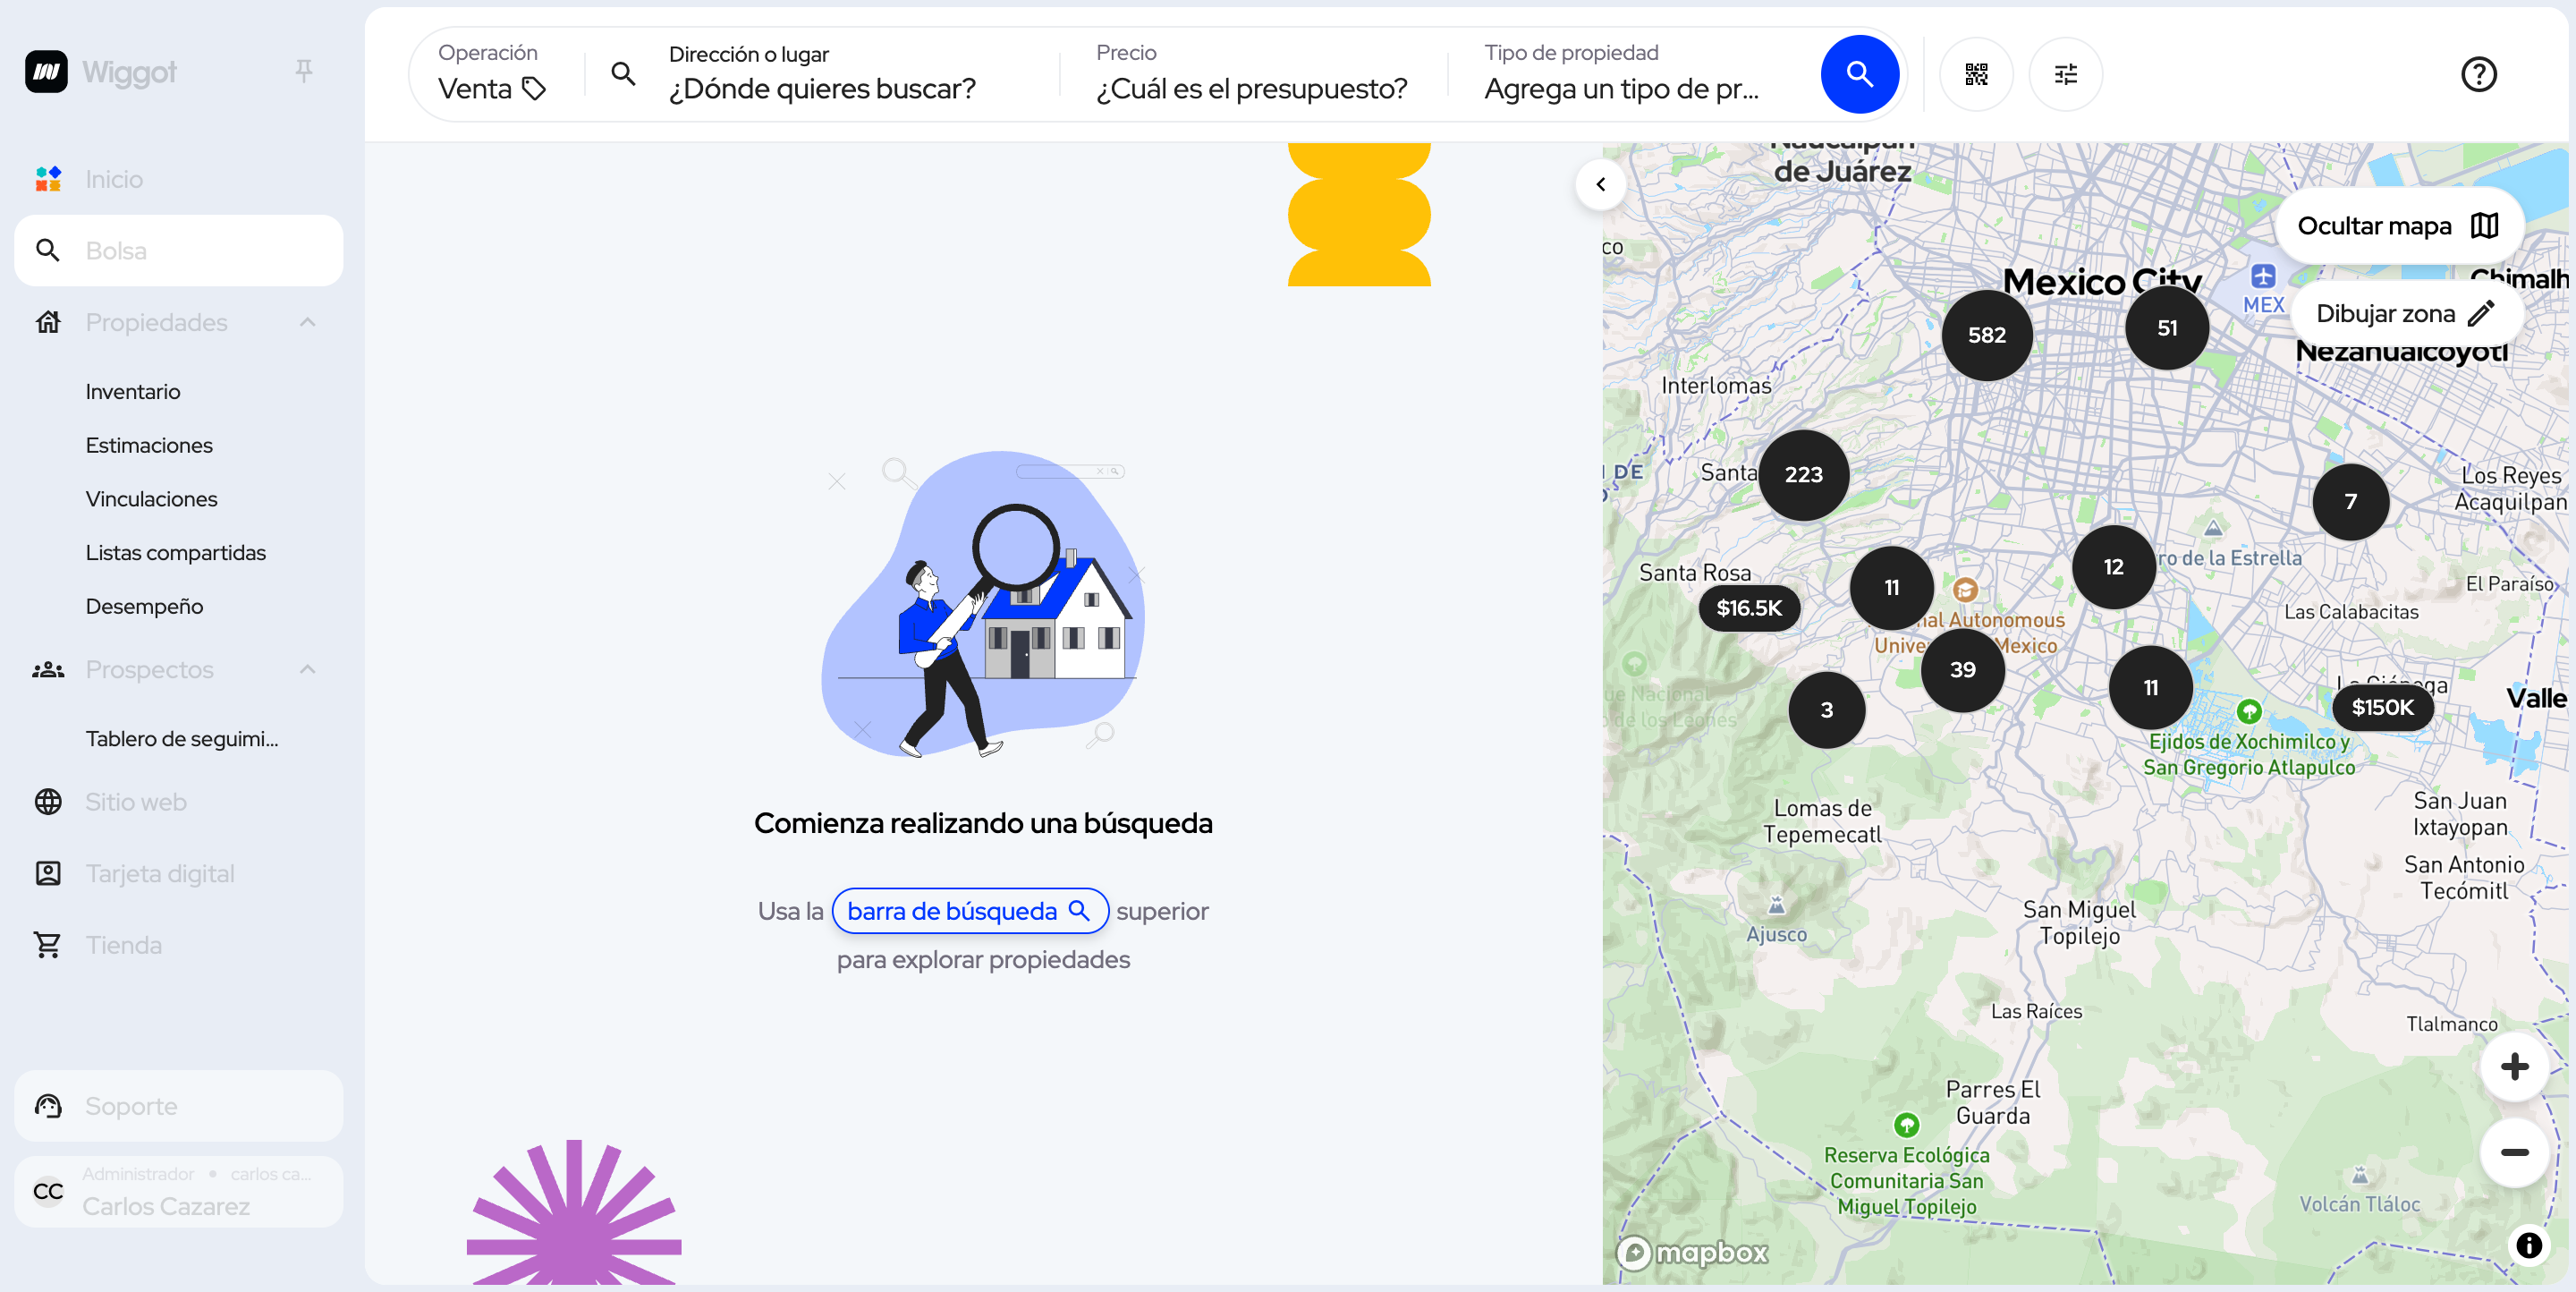 Wiggot
Inicio
Bolsa
Propiedades
Inventario
Estimaciones
Vinculaciones
Listas compartidas
Desempeño
Prospectos
Tablero de seguimi...
Sitio web
Tarjeta digital
Tienda
Soporte
Administrador • carlos ca...
CC
Carlos Cazarez
Operación
Venta
Dirección o lugar
¿Dónde quieres buscar?
Precio
¿Cuál es el presupuesto?
Tipo de propiedad
Agrega un tipo de pr...
Comienza realizando una búsqueda
Usa la barra de búsqueda superior
para explorar propiedades
Naucalpan
de Juárez
Ocultar mapa
co
Mexico City
MEX
Chimalh
Dibujar zona
582
51
Nezahualcóyotl
Interlomas
DE
Santa
223
Los Reyes
Acaquilpan
7
ro de la Estrella
12
Santa Rosa
11
El Paraíso
$16.5K
nal Autonomous
Las Calabacitas
Mexico
39
11
3
$150K
Valle
Ejidos de Xochimilco y
San Gregorio Atlapulco
Lomas de
Tepemecatl
San Juan
Ixtayopan
San Antonio
Tecómitl
Ajusco
San Miguel
Topilejo
Las Raíces
Tlalmanco
Parres El
Guarda
Reserva Ecológica
Comunitaria San
Miguel Topilejo
Volcán Tláloc
mapbox